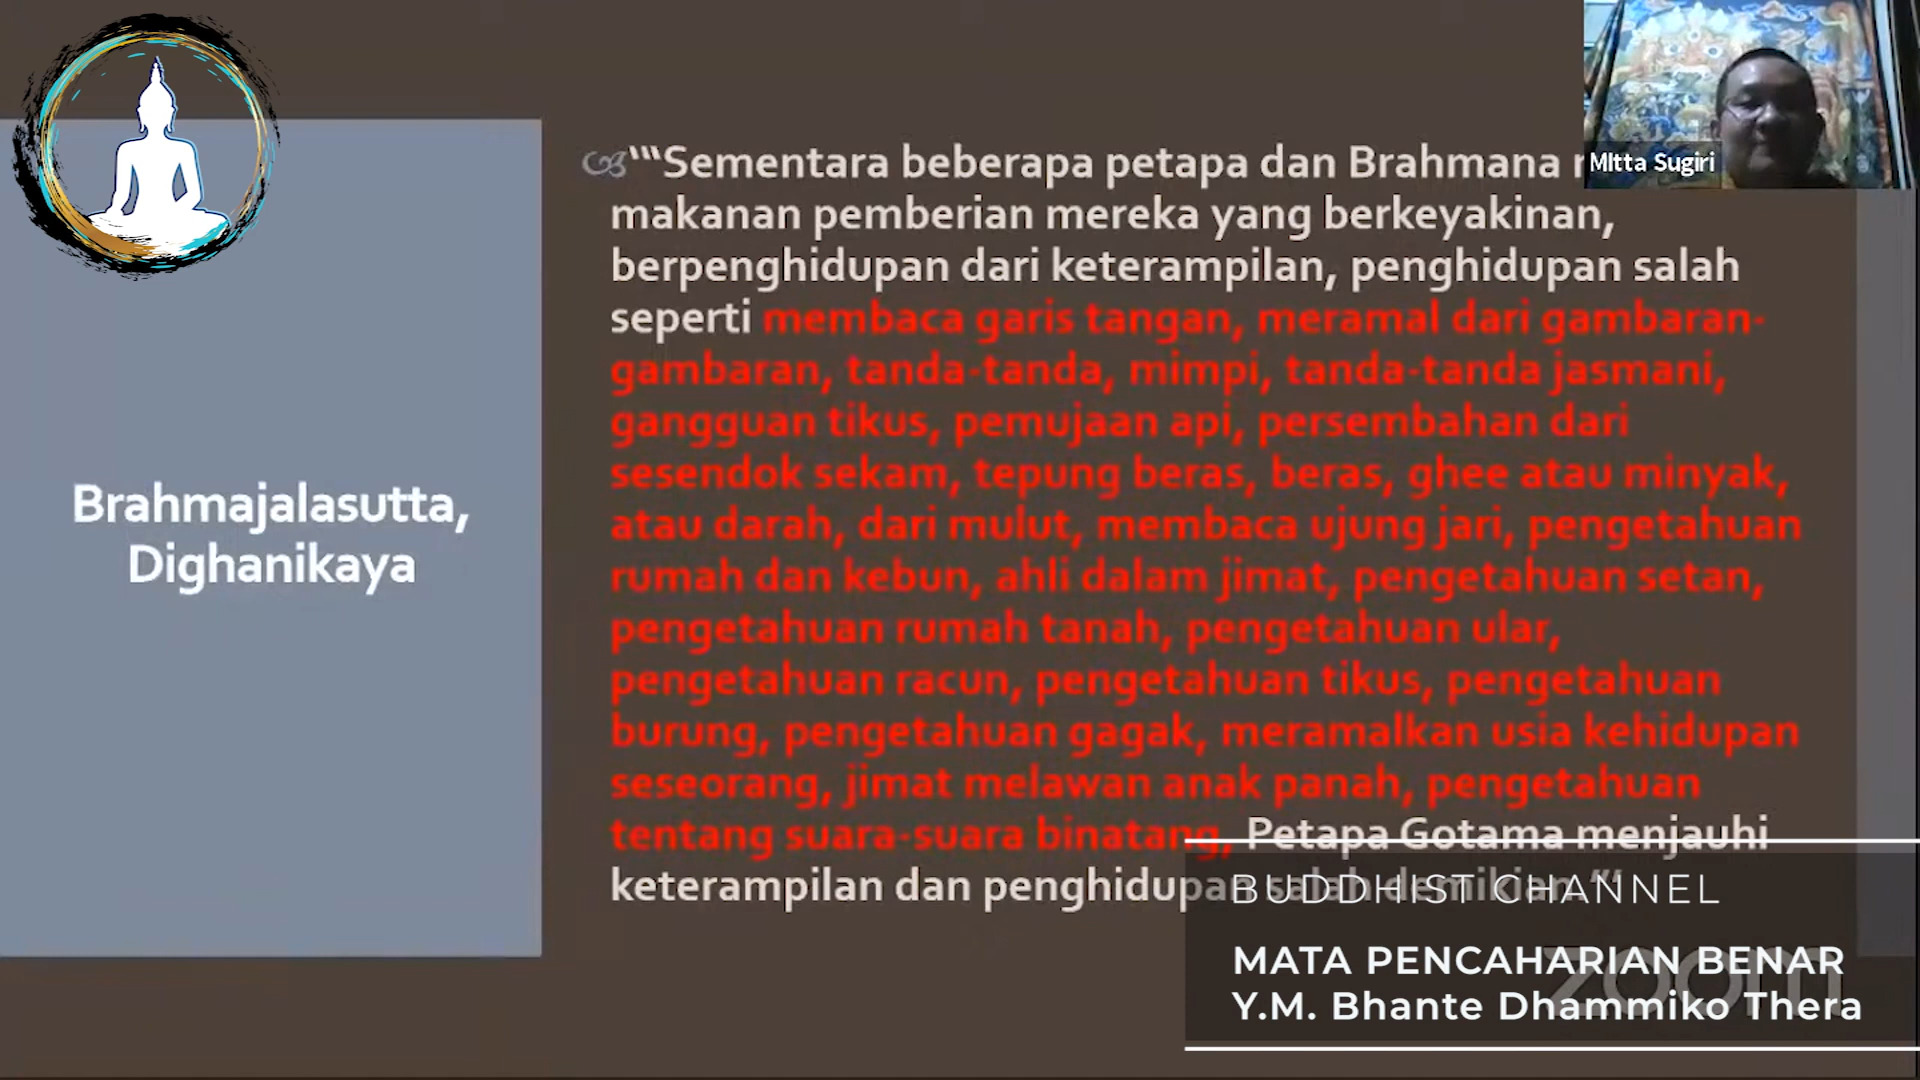 Brahmajalasutta,
Dighanikaya
"'"Sementara beberapa petapa dan Brahmana
makanan pemberian mereka yang berkeyakinan,
berpenghidupan dari keterampilan, penghidupan salah
seperti membaca garis tangan, meramal dari gambaran-
gambaran, tanda-tanda, mimpi, tanda-tanda jasmani,
gangguan tikus, pemujaan api, persembahan dari
sesendok sekam, tepung beras, beras, ghee atau minyak,
atau darah, dari mulut, membaca ujung jari, pengetahuan
rumah dan kebun, ahli dalam jimat, pengetahuan setan,
pengetahuan rumah tanah, pengetahuan ular,
pengetahuan racun, pengetahuan tikus, pengetahuan
burung, pengetahuan gagak, meramalkan usia kehidupan
seseorang, jimat melawan anak panah, pengetahuan
tentang suara-suara binatang, Petapa Gotama menjauhi
keterampilan dan penghidupan salah demikian."'"
MItta Sugiri
BUDDHIST CHANNEL
MATA PENCAHARIAN BENAR
Y.M. Bhante Dhammiko Thera
zoom